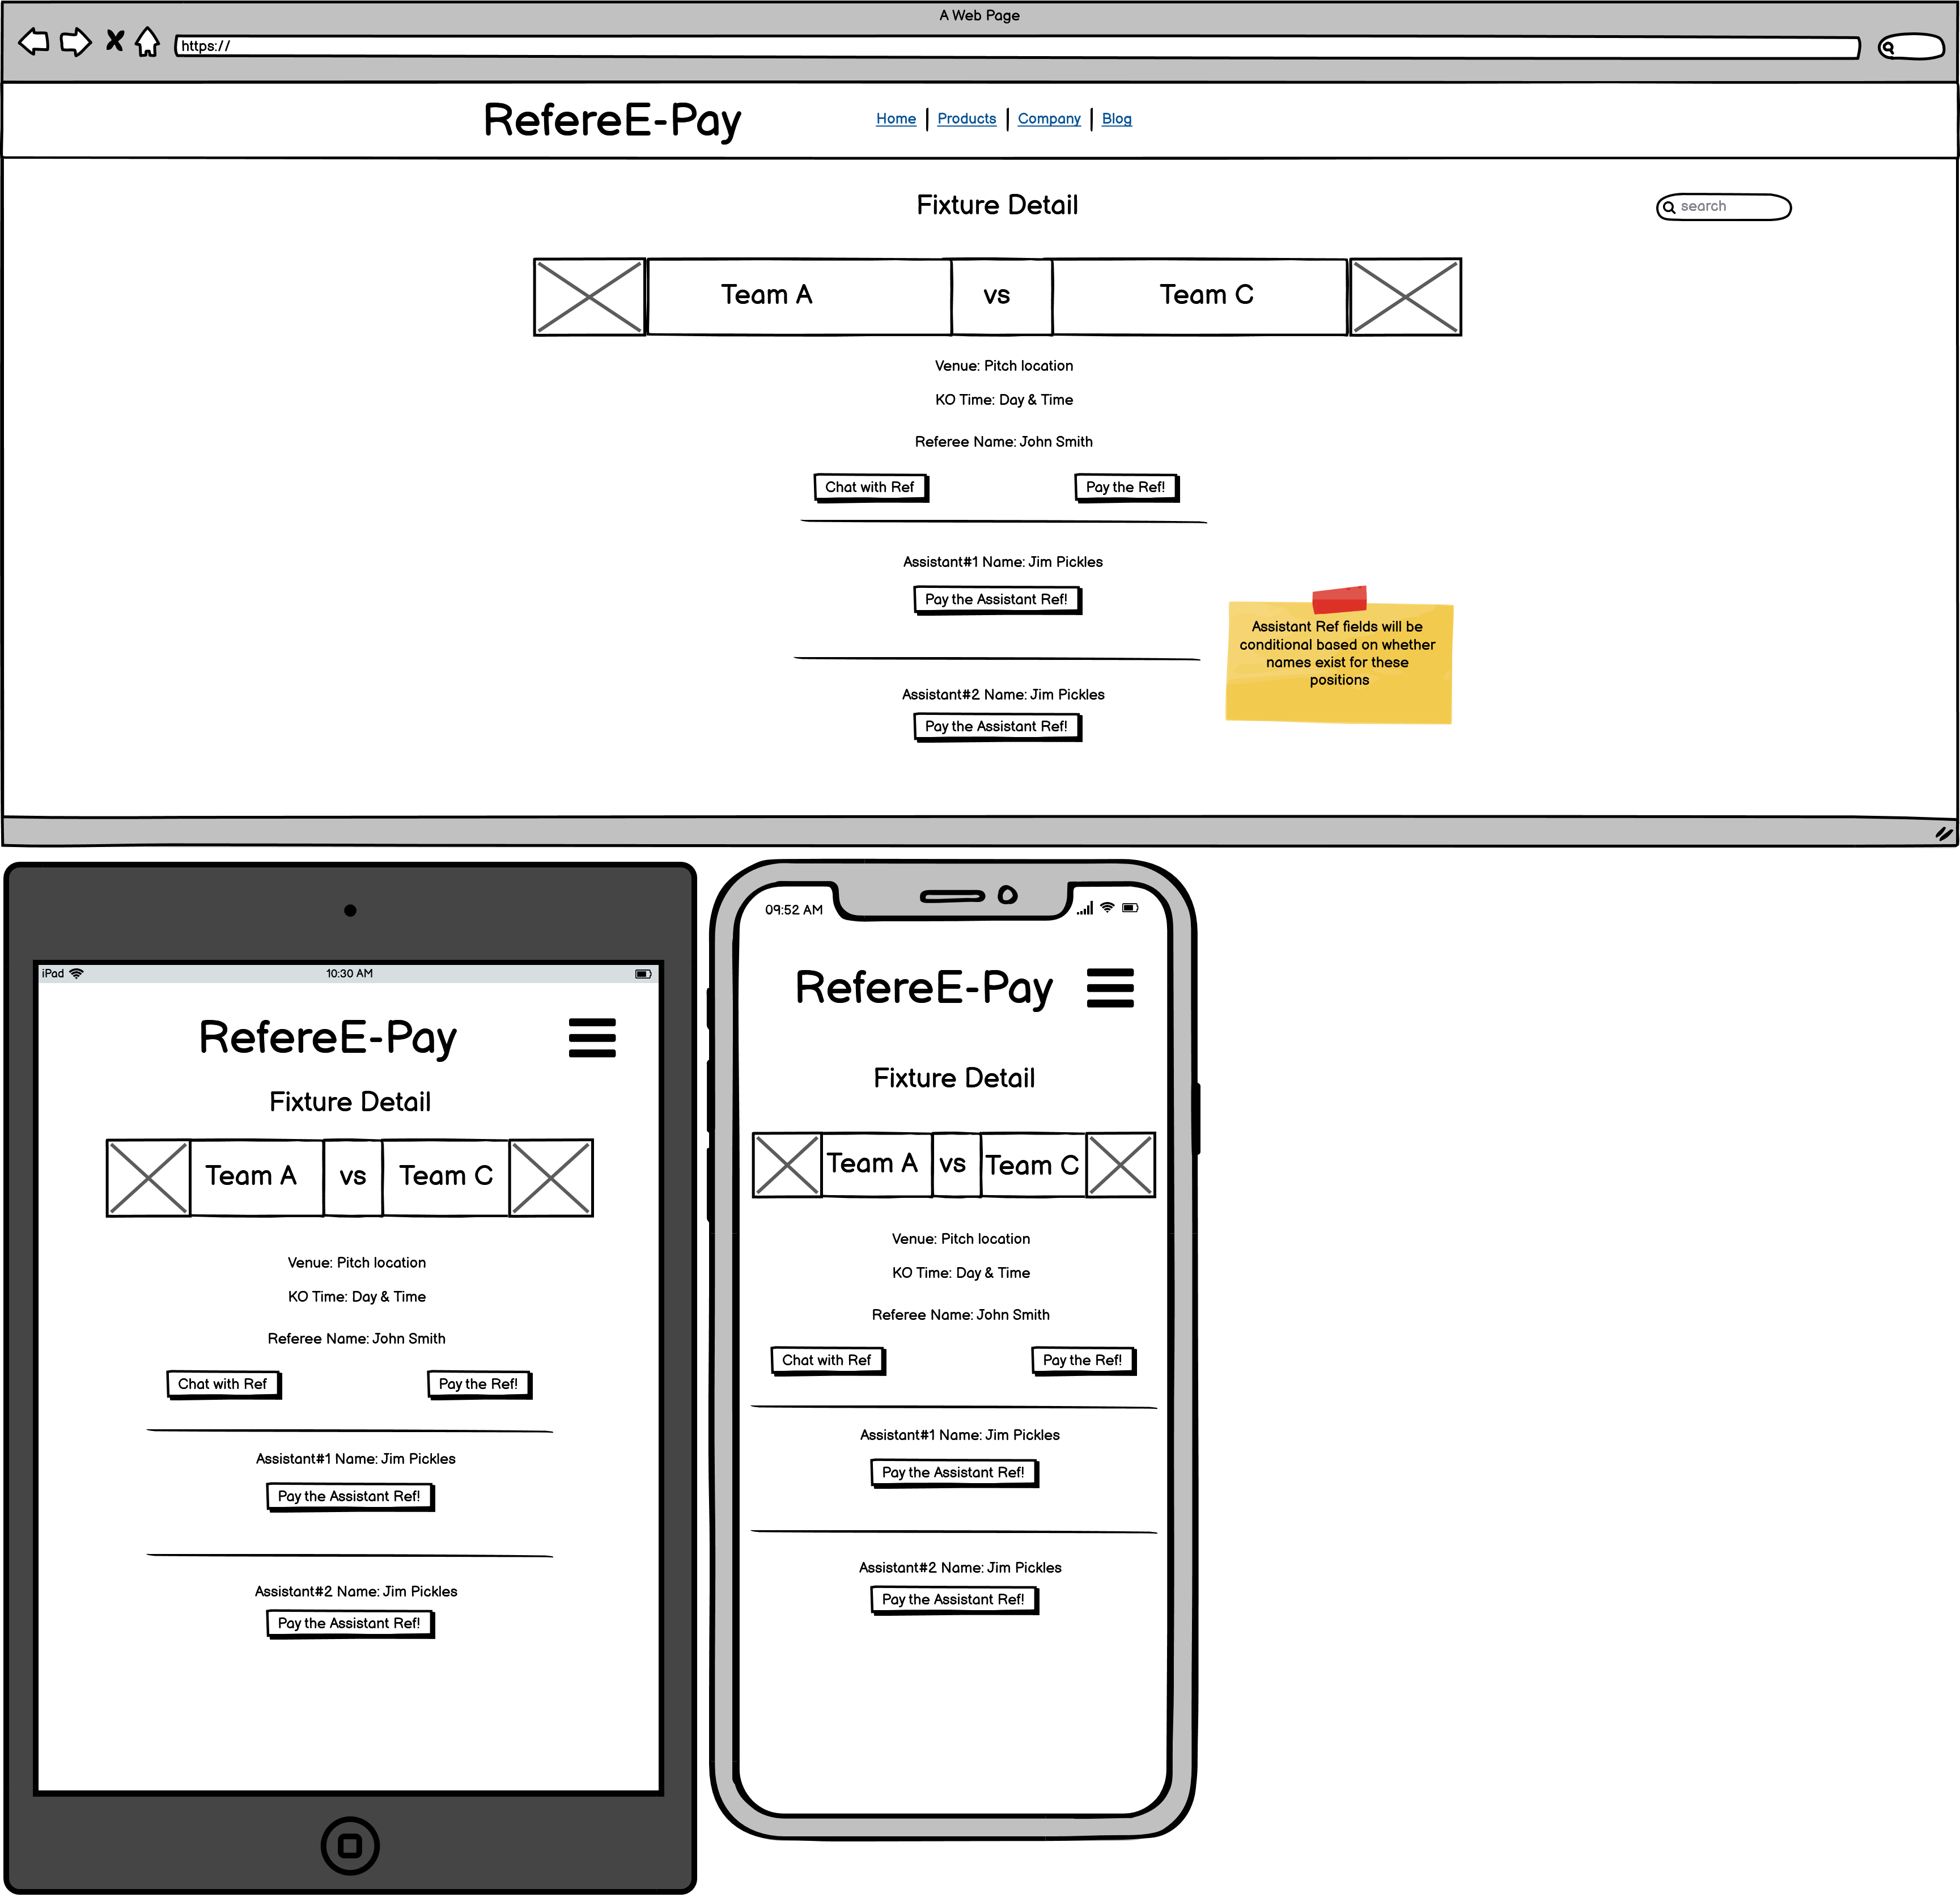 A Web Page
https://
RefereE-Pay
Home
Products
Company
Blog
Fixture Detail
search
Team A
vs
Team C
Venue: Pitch location
KO Time: Day & Time
Referee Name: John Smith
Chat with Ref
Pay the Ref!
Assistant#1 Name: Jim Pickles
Pay the Assistant Ref!
Assistant Ref fields will be
conditional based on whether
names exist for these
positions
Assistant#2 Name: Jim Pickles
Pay the Assistant Ref!
iPad
10:30 AM
RefereE-Pay
Fixture Detail
Team A
vs
Team C
Venue: Pitch location
KO Time: Day & Time
Referee Name: John Smith
Chat with Ref
Pay the Ref!
Assistant#1 Name: Jim Pickles
Pay the Assistant Ref!
Assistant#2 Name: Jim Pickles
Pay the Assistant Ref!
09:52 AM
RefereE-Pay
Fixture Detail
Team A
vs
Team C
Venue: Pitch location
KO Time: Day & Time
Referee Name: John Smith
Chat with Ref
Pay the Ref!
Assistant#1 Name: Jim Pickles
Pay the Assistant Ref!
Assistant#2 Name: Jim Pickles
Pay the Assistant Ref!